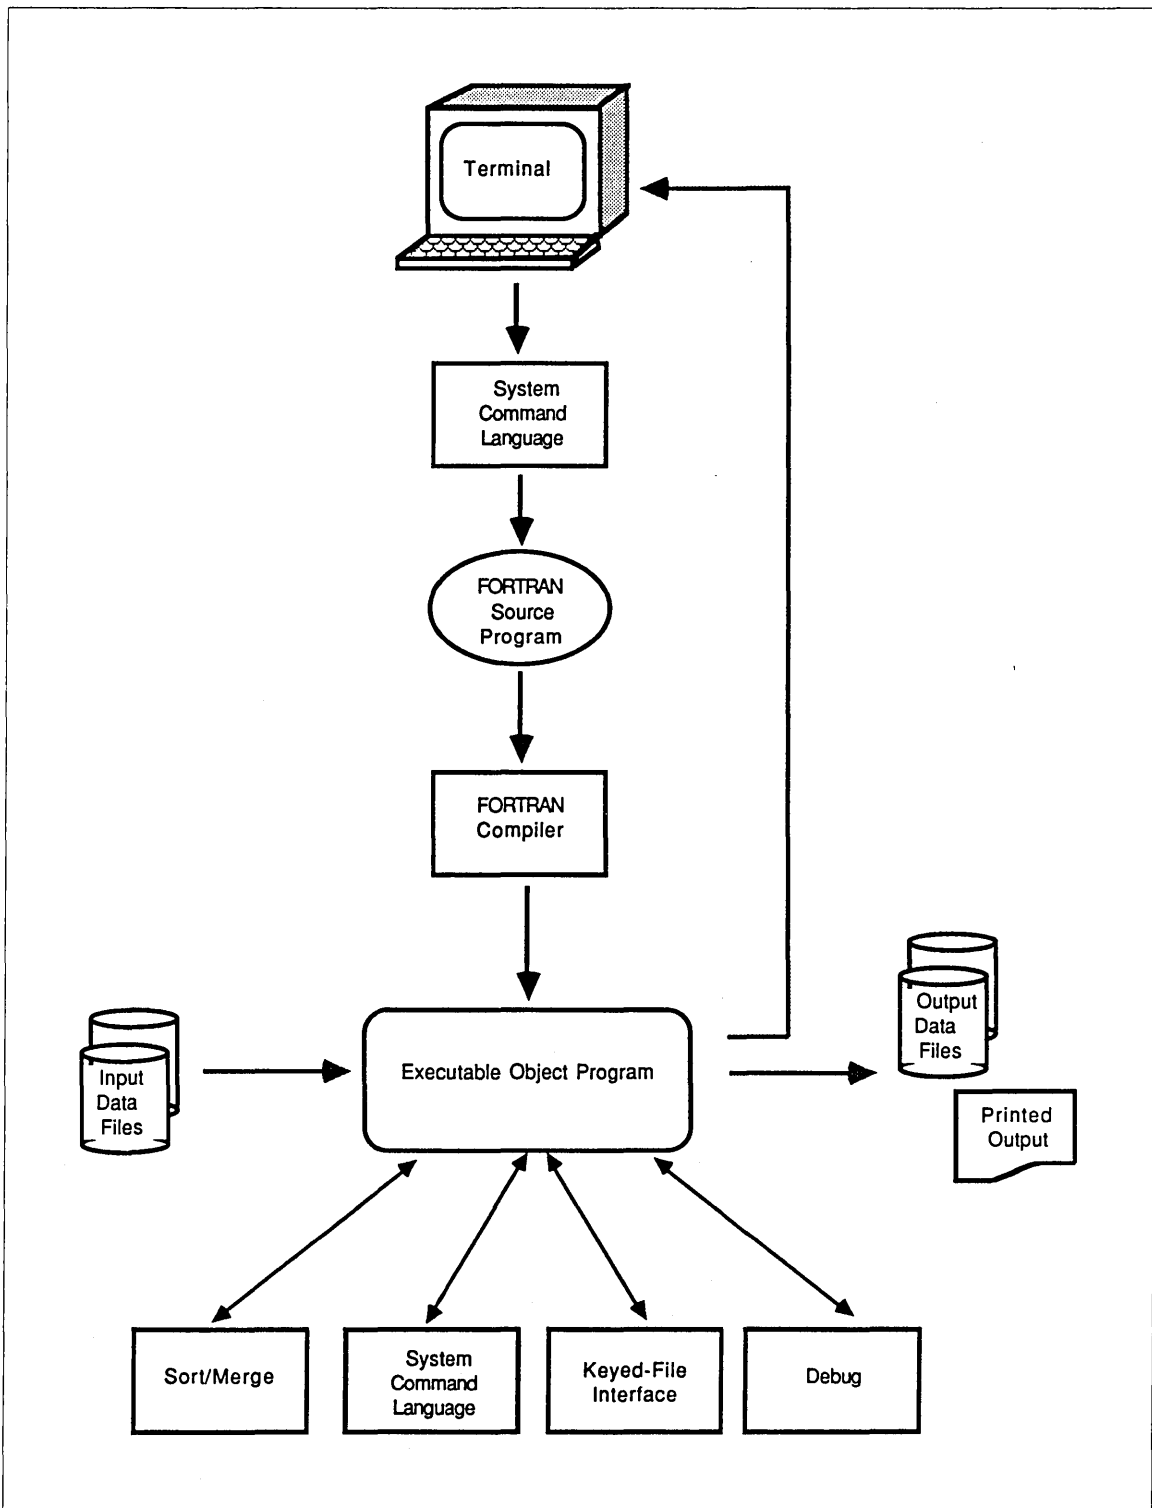 Terminal
System
Command
Language
FORTRAN
Source
Program
FORTRAN
Compiler
Input
Data
Files
Executable Object Program
Output
Data
Files
Printed
Output
Sort/Merge
System
Command
Language
Keyed-File
Interface
Debug